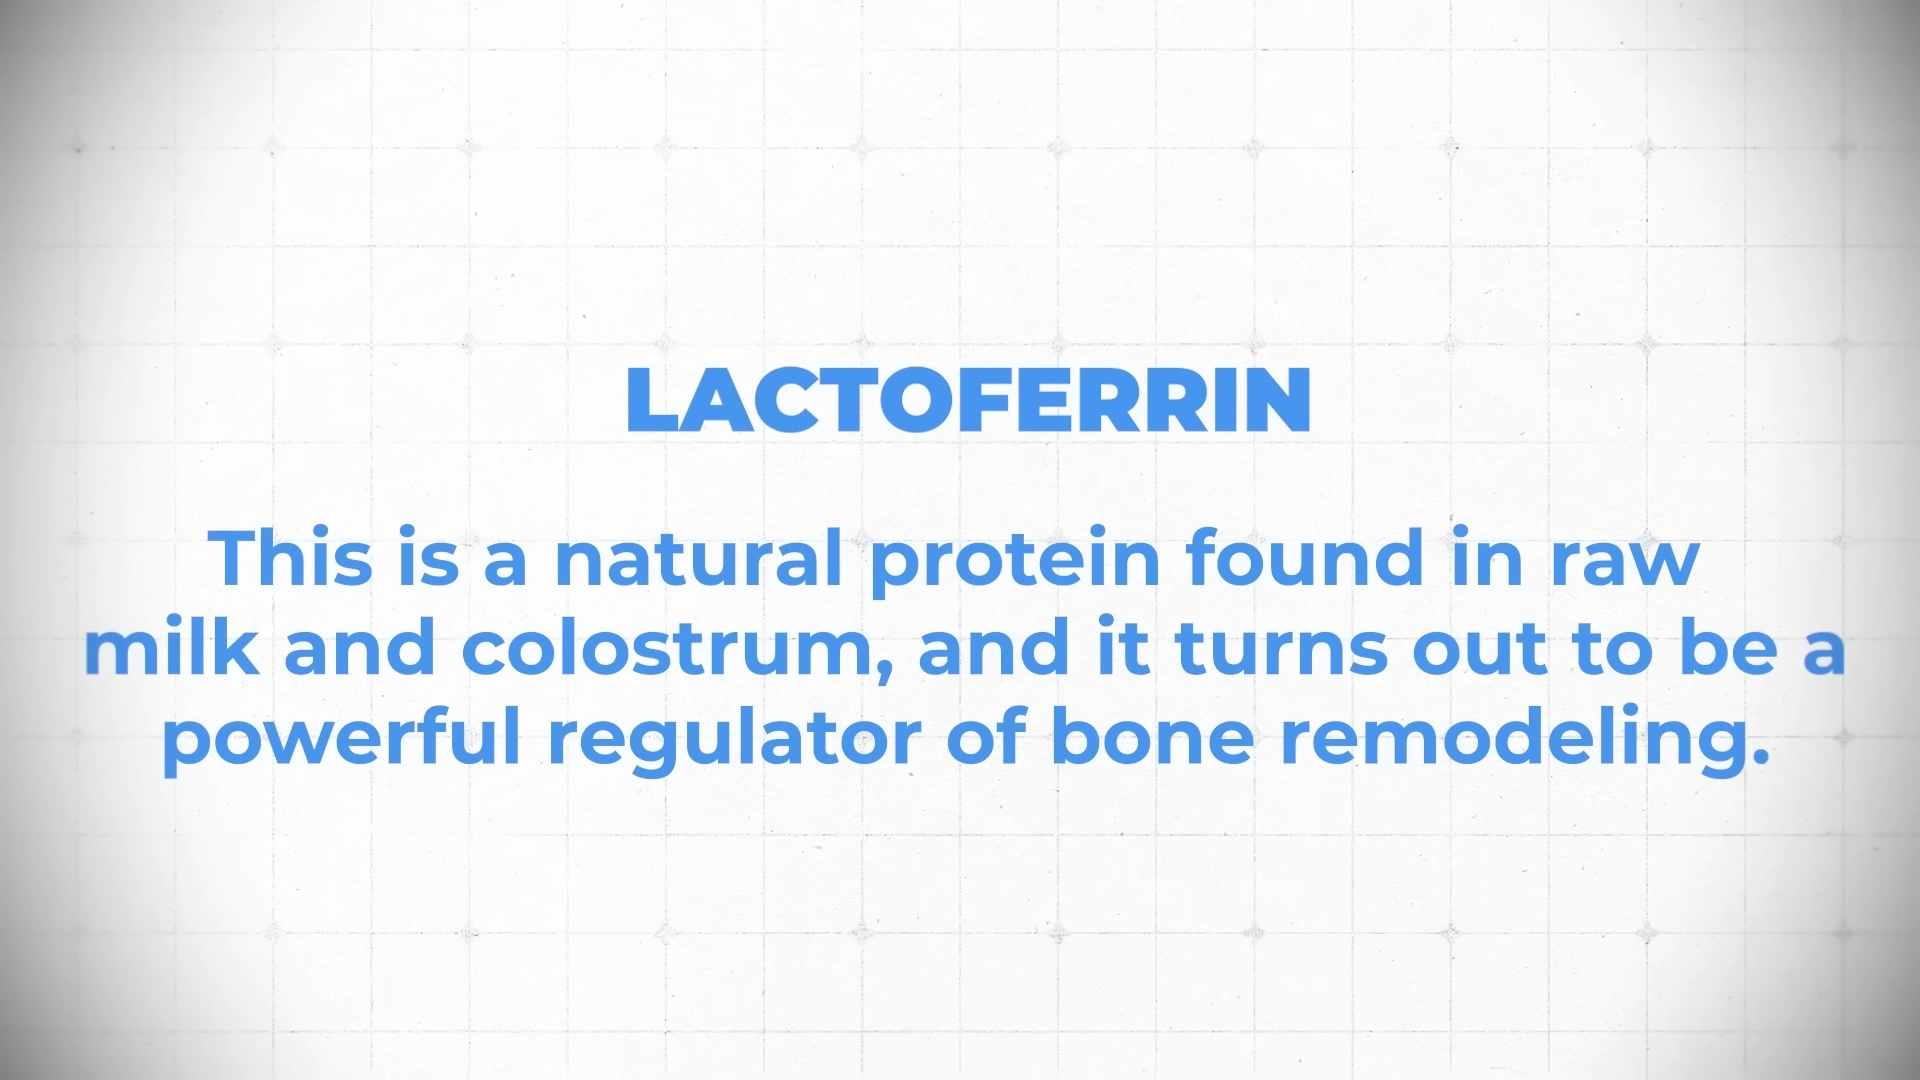 LACTOFERRIN
This is a natural protein found in raw
milk and colostrum, and it turns out to be a
powerful regulator of bone remodeling.